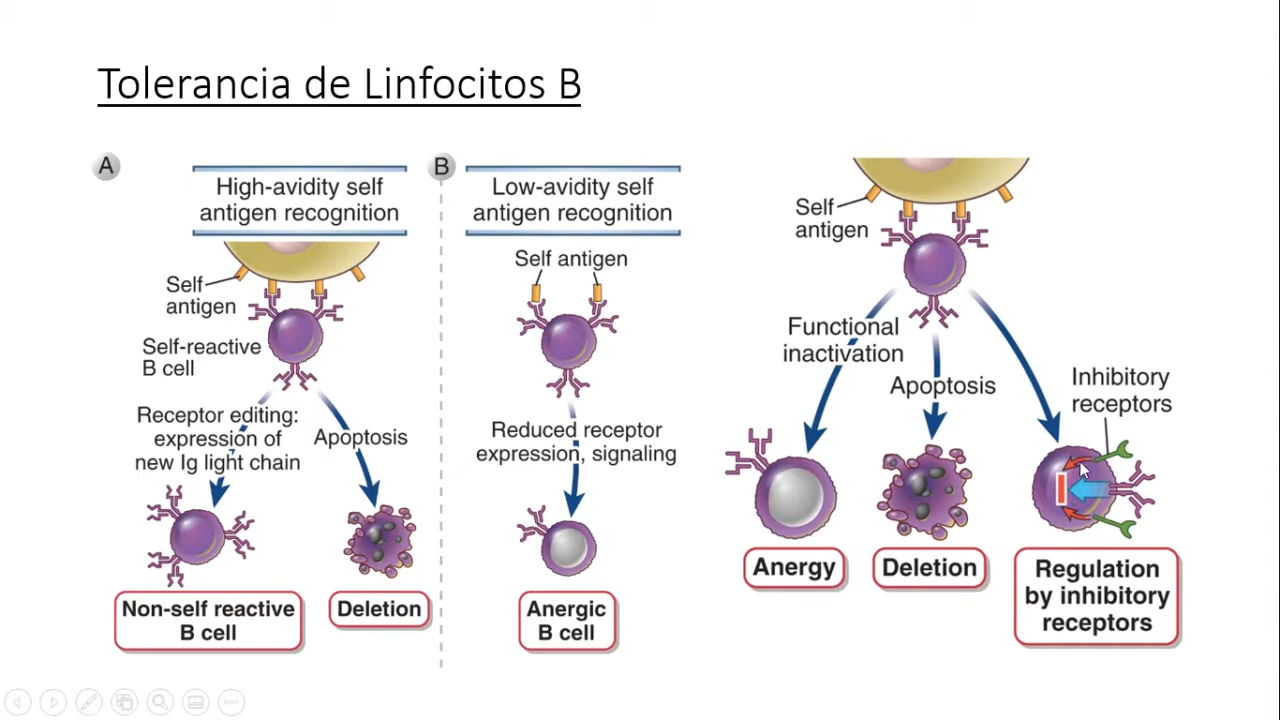 Tolerancia de Linfocitos B
A
High-avidity self
antigen recognition
Self
antigen
Self-reactive
B cell
Receptor editing:
expression of
new Ig light chain
Apoptosis
Non-self reactive
B cell
Deletion
B
Low-avidity self
antigen recognition
Self antigen
Reduced receptor
expression, signaling
Anergic
B cell
Self
antigen
Functional
inactivation
Apoptosis
Inhibitory
receptors
Anergy
Deletion
Regulation
by inhibitory
receptors